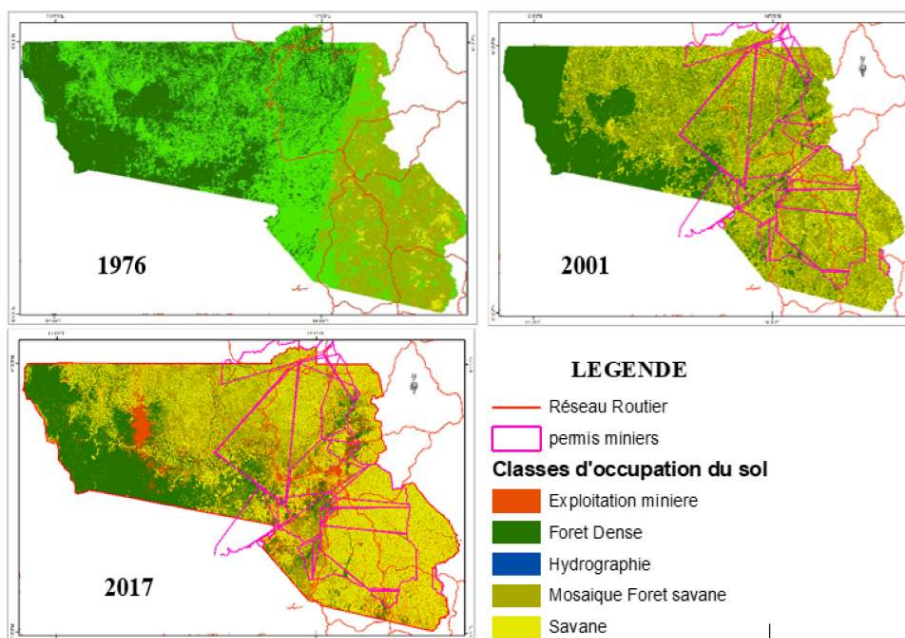 1976
2001
2017
LEGENDE
Réseau Routier
permis miniers
Classes d'occupation du sol
Exploitation miniere
Foret Dense
Hydrographie
Mosaique Foret savane
Savane